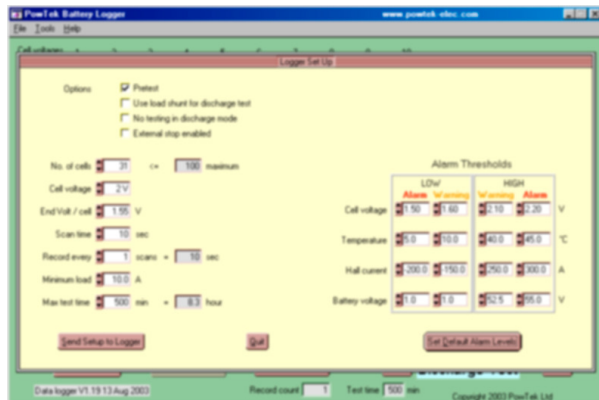 PowTek Battery Logger www.powtek-elec.com
File Tools Help
Cell voltages
Logger Set Up
Options Pretest
Use load shunt for discharge test
No testing in discharge mode
External stop enabled
No. of cells 31 <= 100 maximum
Cell voltage 2 V
End Volt / cell 1.55 V
Scan time 10 sec
Record every 1 scans = 10 sec
Minimum load 10.0 A
Max test time 500 min = 8.3 hour
Alarm Thresholds
LOW HIGH
Alarm Warning Warning Alarm
Cell voltage 1.50 1.60 2.10 2.20 V
Temperature 5.0 10.0 40.0 45.0 °C
Hall current -200.0 -150.0 250.0 300.0 A
Battery voltage 1.0 1.0 52.5 55.0 V
Send Setup to Logger Quit Set Default Alarm Levels
Data logger V1.19 13 Aug 2003 Record count 1 Test time 500 min
Copyright 2003 PowTek Ltd